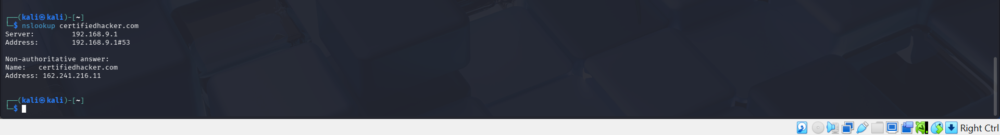 ┌──(kali㉿kali)-[~]
└─$ nslookup certifiedhacker.com
Server:         192.168.9.1
Address:        192.168.9.1#53
Non-authoritative answer:
Name:   certifiedhacker.com
Address: 162.241.216.11
┌──(kali㉿kali)-[~]
└─$
Right Ctrl